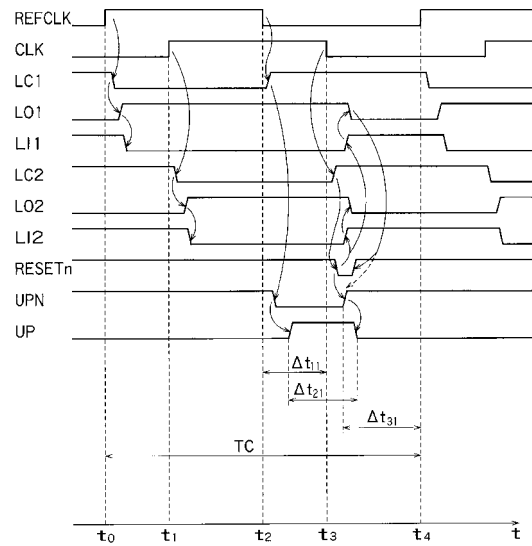 REFCLK
CLK
LC1
LO1
LI1
LC2
LO2
LI2
RESETn
UPN
UP
Δt11
Δt21
Δt31
TC
t0 t1 t2 t3 t4 t